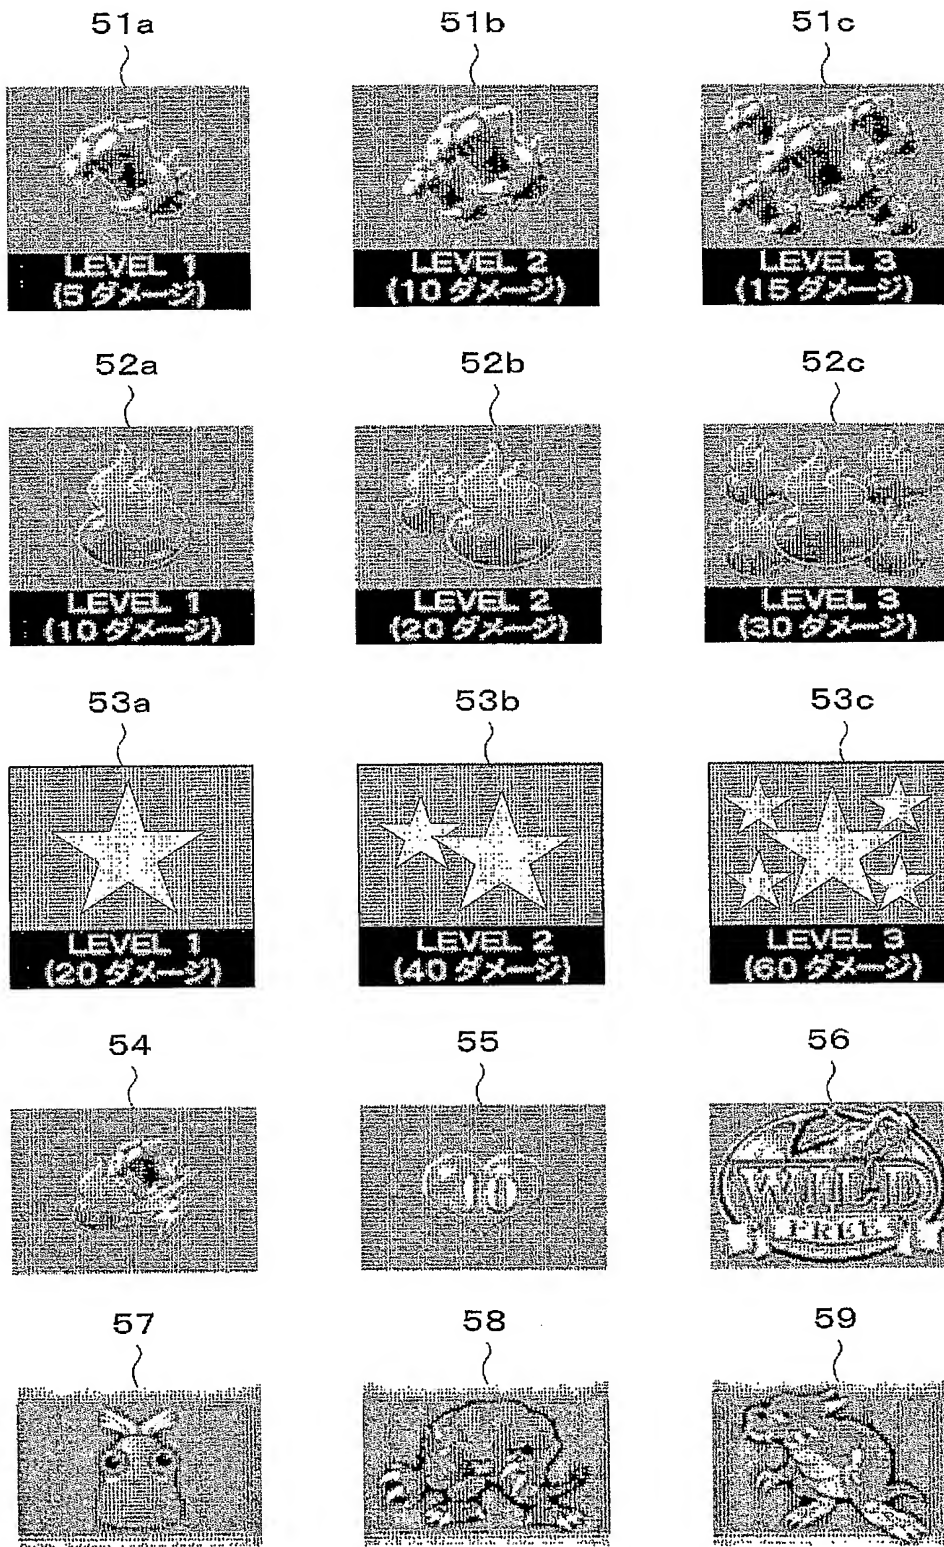 51a
51b
51c
LEVEL 1
(5 ダメージ)
LEVEL 2
(10 ダメージ)
LEVEL 3
(15 ダメージ)
52a
52b
52c
LEVEL 1
(10 ダメージ)
LEVEL 2
(20 ダメージ)
LEVEL 3
(30 ダメージ)
53a
53b
53c
LEVEL 1
(20 ダメージ)
LEVEL 2
(40 ダメージ)
LEVEL 3
(60 ダメージ)
54
55
56
10
WILD
57
58
59